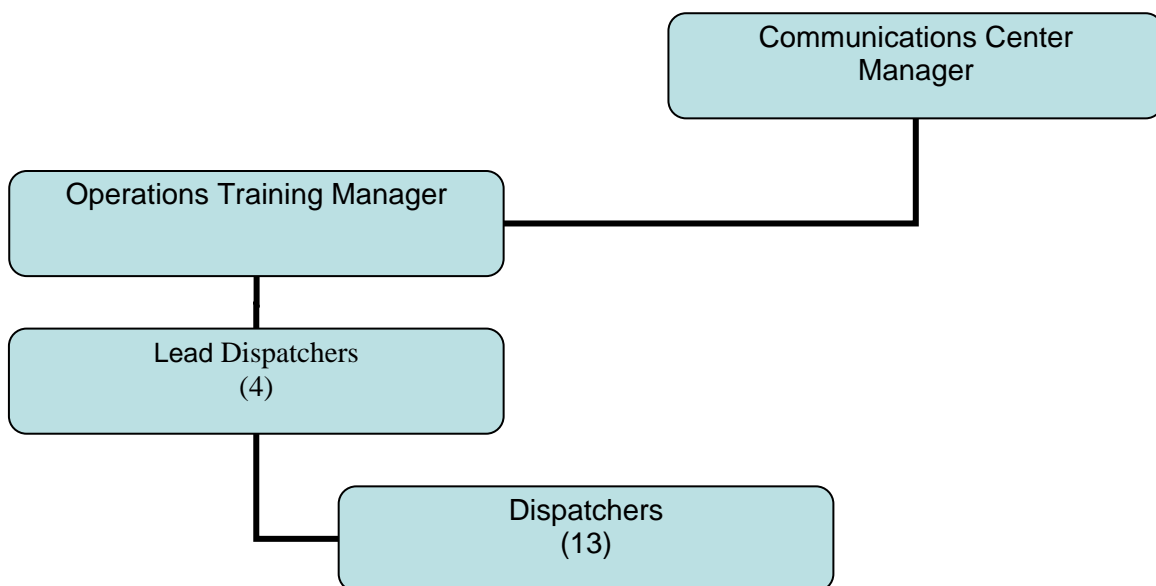 Communications Center
Manager
Operations Training Manager
Lead Dispatchers
(4)
Dispatchers
(13)